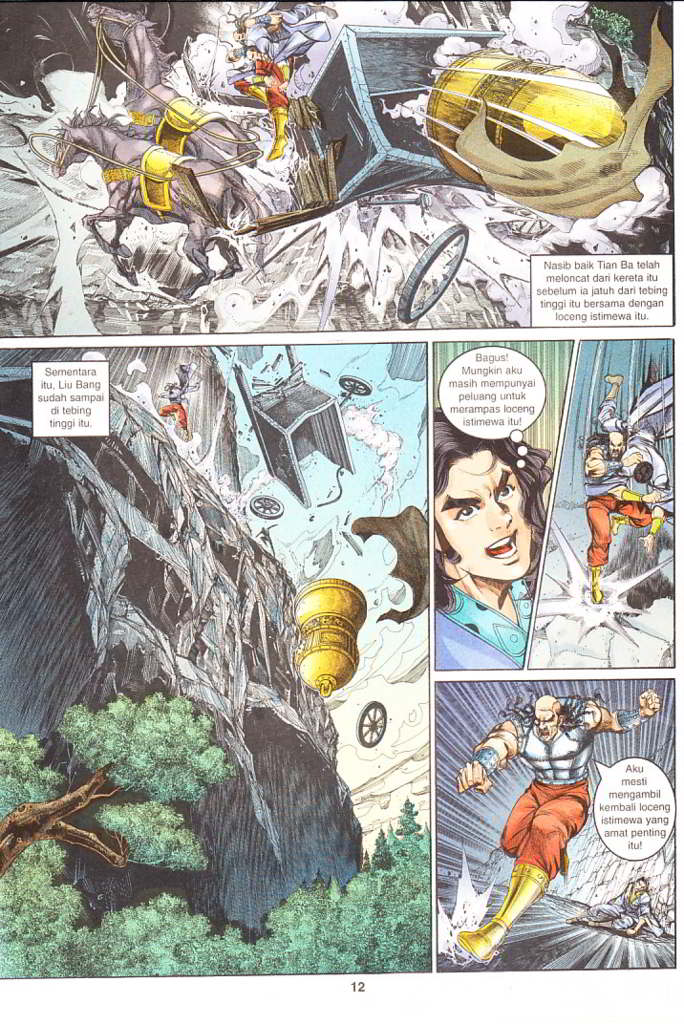 Nasib baik Tian Ba telah
meloncat dari kereta itu
sebelum ia jatuh dari tebing
tinggi itu bersama dengan
loceng istimewa itu.
Sementara
itu, Liu Bang
sudah sampai
di tebing
tinggi itu.
Bagus!
Mungkin aku
masih mempunyai
peluang untuk
merampas loceng
istimewa itu!
Aku
mesti
mengambil
kembali loceng
istimewa yang
amat penting
itu!
12